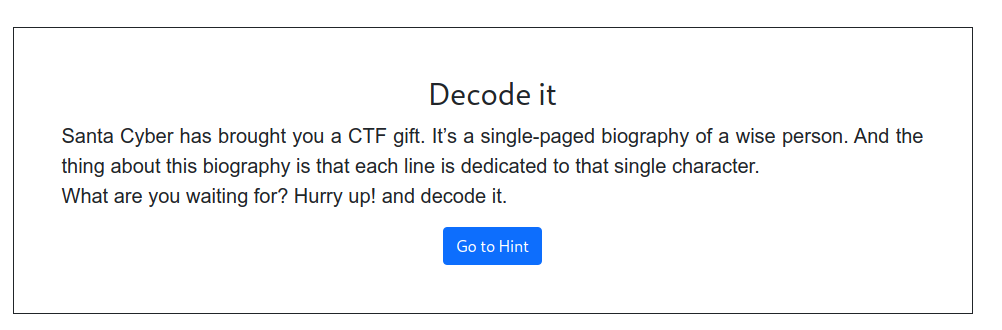 Decode it
Santa Cyber has brought you a CTF gift. It’s a single-paged biography of a wise person. And the
thing about this biography is that each line is dedicated to that single character.
What are you waiting for? Hurry up! and decode it.
Go to Hint